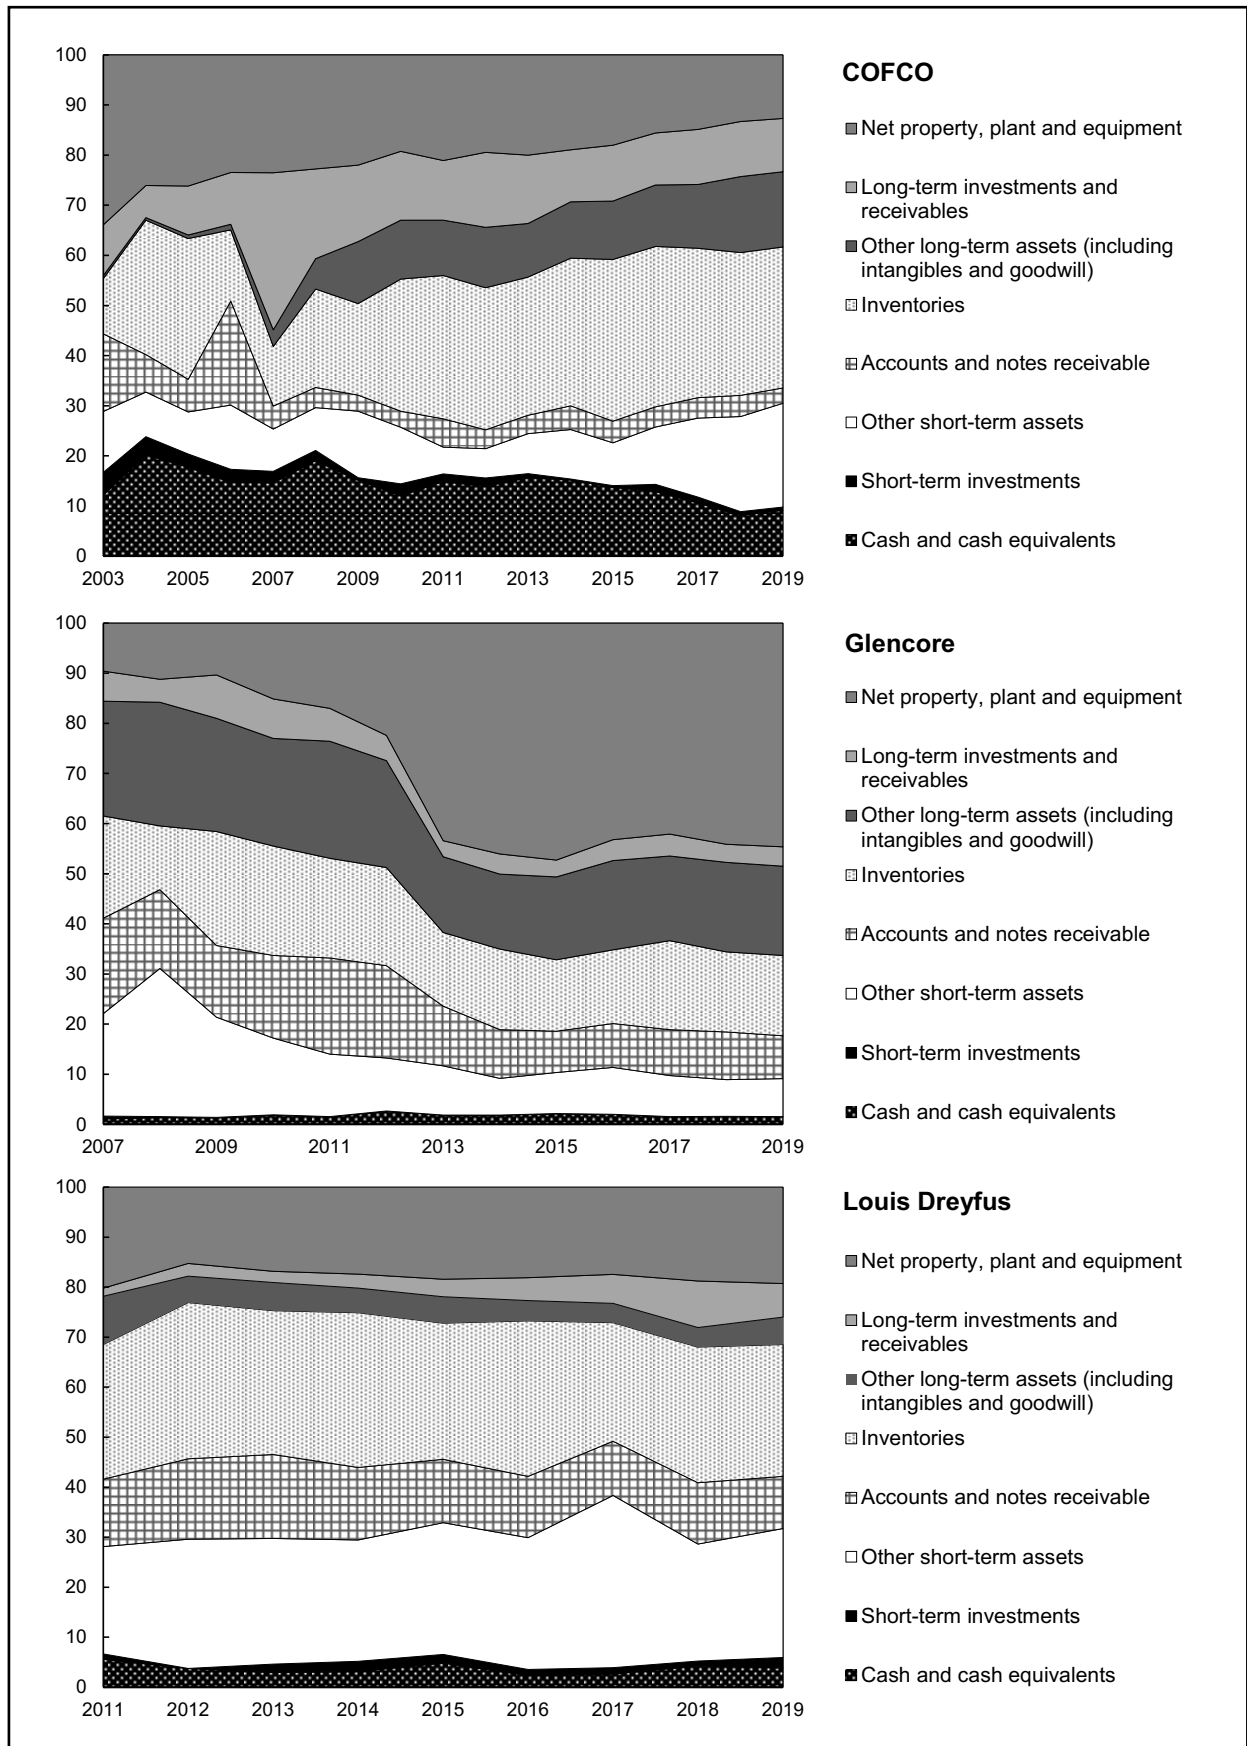 COFCO
100
90
80
70
60
50
40
30
20
10
0
2003 2005 2007 2009 2011 2013 2015 2017 2019
Net property, plant and equipment
Long-term investments and
receivables
Other long-term assets (including
intangibles and goodwill)
Inventories
Accounts and notes receivable
Other short-term assets
Short-term investments
Cash and cash equivalents
Glencore
100
90
80
70
60
50
40
30
20
10
0
2007 2009 2011 2013 2015 2017 2019
Net property, plant and equipment
Long-term investments and
receivables
Other long-term assets (including
intangibles and goodwill)
Inventories
Accounts and notes receivable
Other short-term assets
Short-term investments
Cash and cash equivalents
Louis Dreyfus
100
90
80
70
60
50
40
30
20
10
0
2011 2012 2013 2014 2015 2016 2017 2018 2019
Net property, plant and equipment
Long-term investments and
receivables
Other long-term assets (including
intangibles and goodwill)
Inventories
Accounts and notes receivable
Other short-term assets
Short-term investments
Cash and cash equivalents